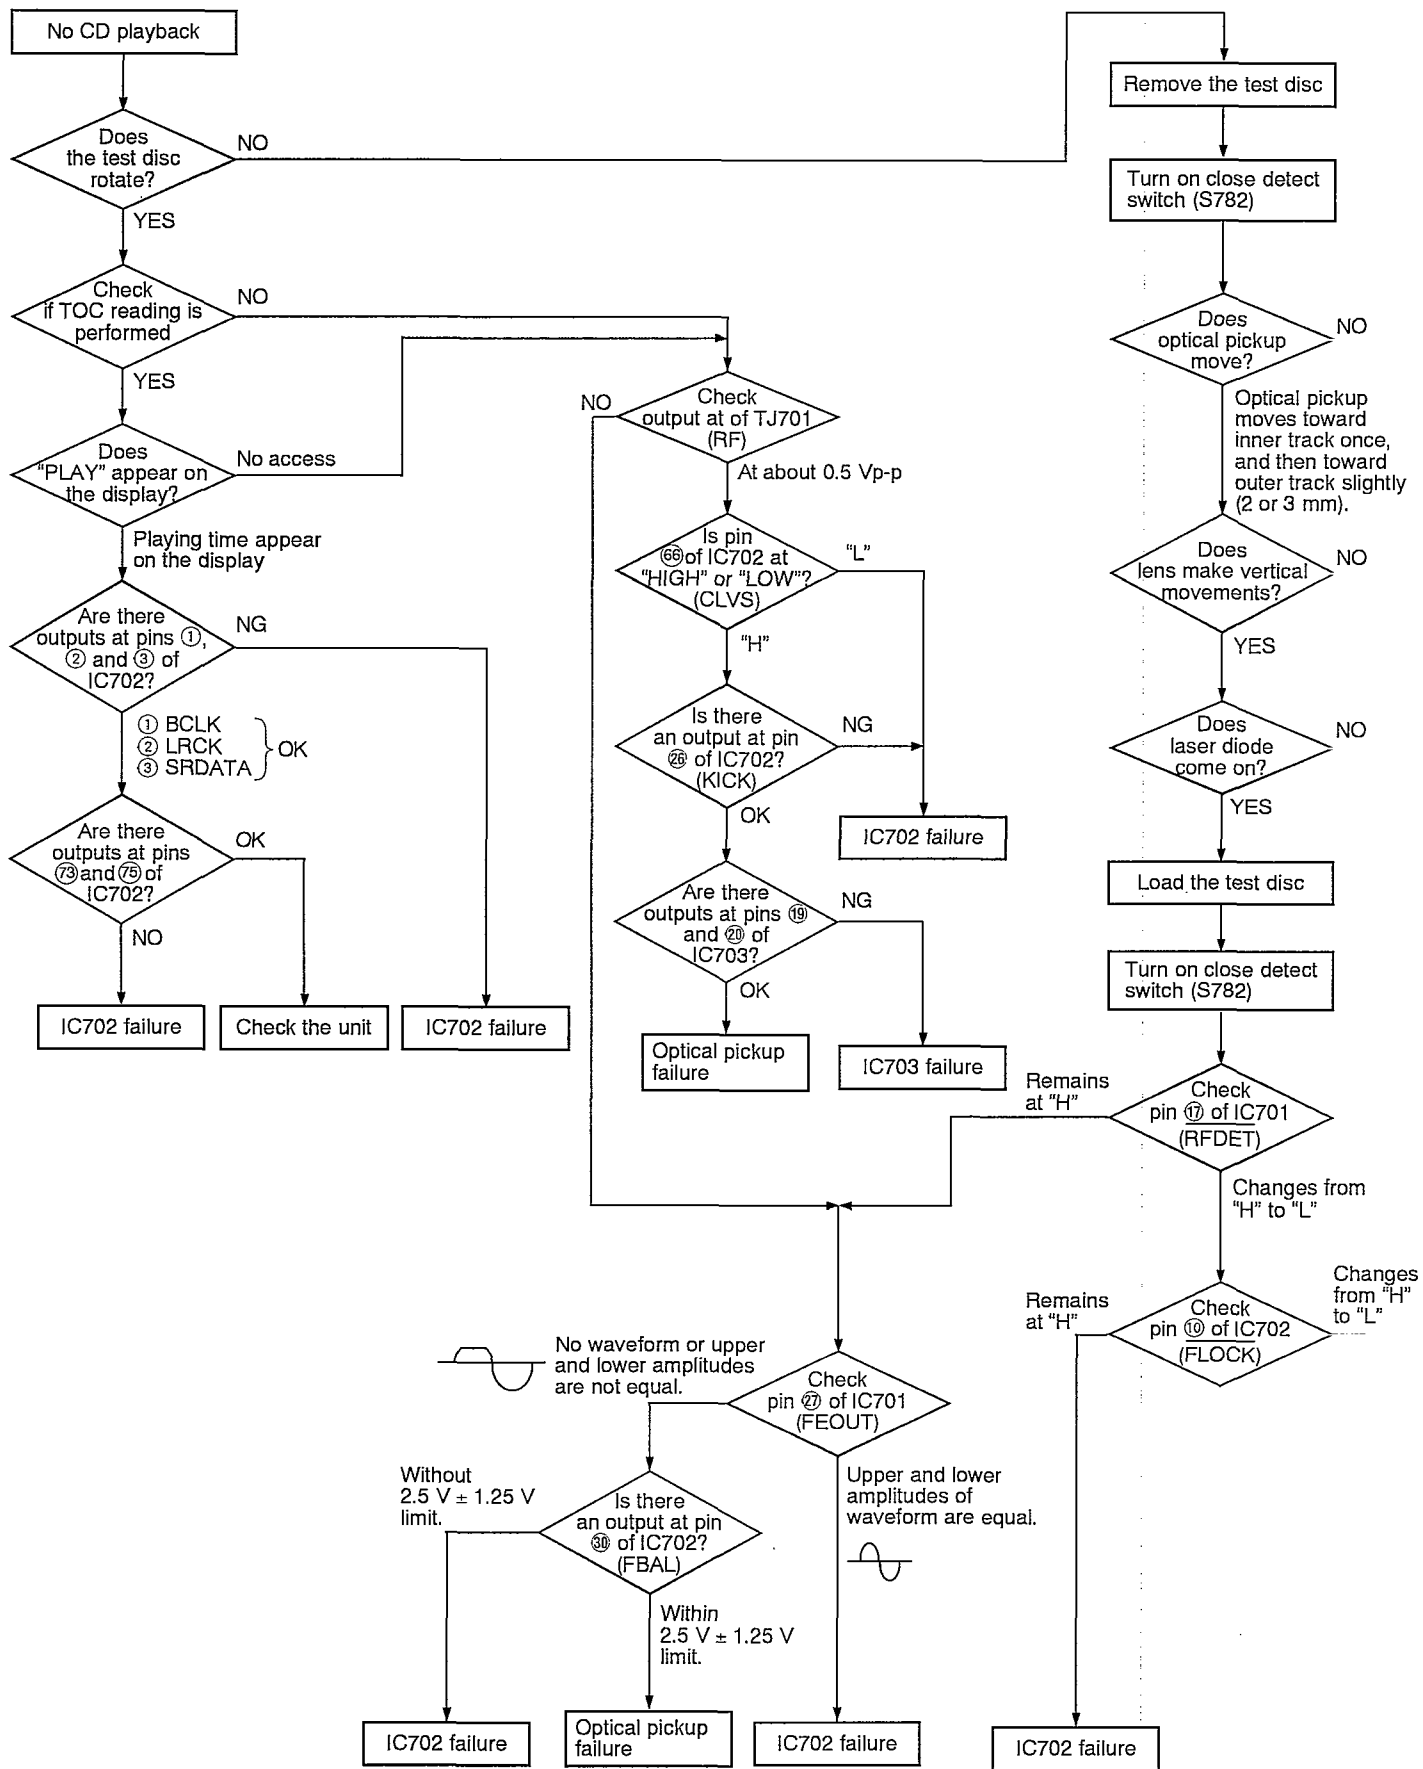 No CD playback
Does
the test disc
rotate?
NO
YES
Check
if TOC reading is
performed
NO
YES
Does
“PLAY” appear on
the display?
No access
Playing time appear
on the display
Are there
outputs at pins ①,
② and ③ of
IC702?
NG
① BCLK
② LRCK
③ SRDATA
OK
Are there
outputs at pins
73 and 75 of
IC702?
OK
NO
IC702 failure
Check the unit
IC702 failure
NO
Check
output at of TJ701
(RF)
At about 0.5 Vp-p
Is pin
66 of IC702 at
“HIGH” or “LOW”?
(CLVS)
“L”
“H”
Is there
an output at pin
㉖ of IC702?
(KICK)
NG
OK
IC702 failure
Are there
outputs at pins ⑲
and ⑳ of
IC703?
NG
OK
Optical pickup
failure
IC703 failure
Remove the test disc
Turn on close detect
switch (S782)
Does
optical pickup
move?
NO
Optical pickup
moves toward
inner track once,
and then toward
outer track slightly
(2 or 3 mm).
Does
lens make vertical
movements?
NO
YES
Does
laser diode
come on?
NO
YES
Load the test disc
Turn on close detect
switch (S782)
Check
pin ⑰ of IC701
(RFDET)
Remains
at “H”
Changes from
“H” to “L”
Check
pin ⑩ of IC702
(FLOCK)
Remains
at “H”
Changes
from “H”
to “L”
No waveform or upper
and lower amplitudes
are not equal.
Check
pin ㉗ of IC701
(FEOUT)
Upper and lower
amplitudes of
waveform are equal.
Without
2.5 V ± 1.25 V
limit.
Is there
an output at pin
㉚ of IC702?
(FBAL)
Within
2.5 V ± 1.25 V
limit.
IC702 failure
Optical pickup
failure
IC702 failure
IC702 failure